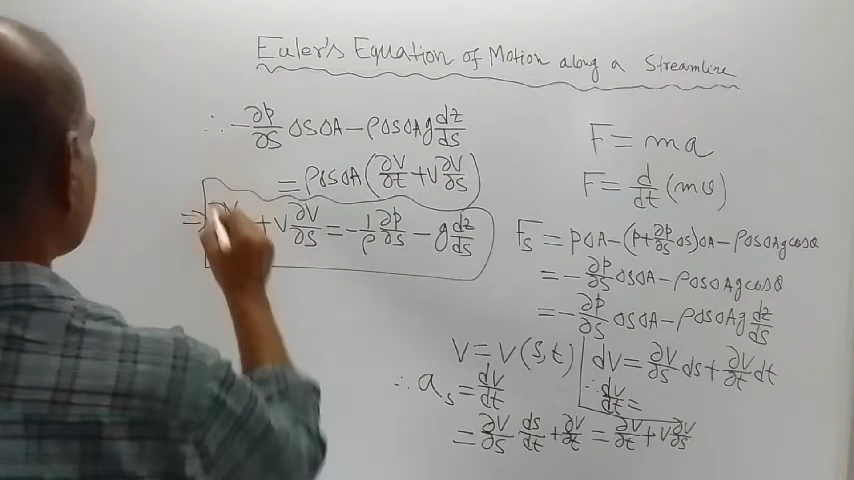 Euler's Equation of Motion along a Streamline
∴ -∂p/∂s ΔsΔA - ρΔsΔAg dz/ds
= ρΔsΔA(∂V/∂t + V ∂V/∂s)
⇒ ∂V + V ∂V/∂s = -1/ρ ∂p/∂s - g dz/ds
F = ma
F = d/dt (mv)
F_s = pΔA - (p + ∂p/∂s Δs)ΔA - ρΔsΔAg cosθ
= -∂p/∂s ΔsΔA - ρΔsΔAg cosθ
= -∂p/∂s ΔsΔA - ρΔsΔAg dz/ds
V = V(s,t)
dV = ∂V/∂s ds + ∂V/∂t dt
∴ dV/dt =
∴ a_s = dV/dt
= ∂V/∂s ds/dt + ∂V/∂t = ∂V/∂t + V ∂V/∂s